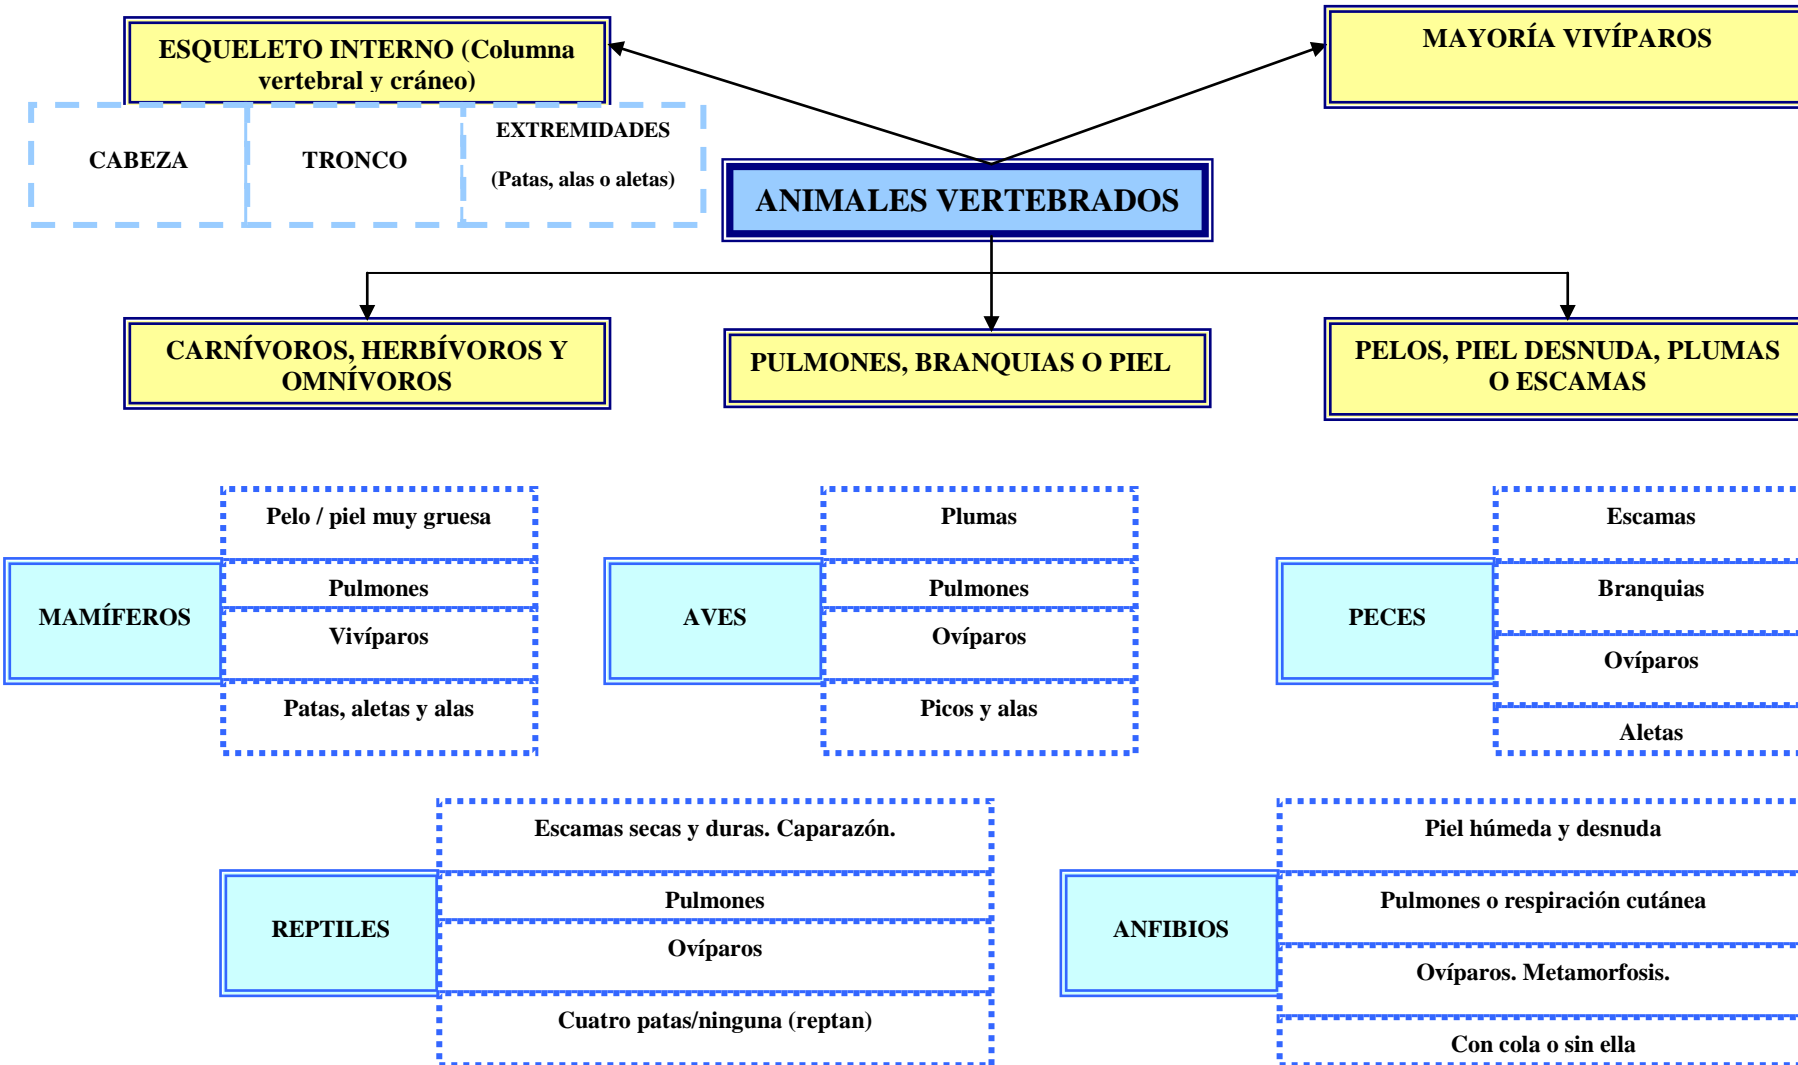 ESQUELETO INTERNO (Columna
vertebral y cráneo)
MAYORÍA VIVÍPAROS
CABEZA
TRONCO
EXTREMIDADES
(Patas, alas o aletas)
ANIMALES VERTEBRADOS
CARNÍVOROS, HERBÍVOROS Y
OMNÍVOROS
PULMONES, BRANQUIAS O PIEL
PELOS, PIEL DESNUDA, PLUMAS
O ESCAMAS
MAMÍFEROS
Pelo / piel muy gruesa
Pulmones
Vivíparos
Patas, aletas y alas
AVES
Plumas
Pulmones
Ovíparos
Picos y alas
PECES
Escamas
Branquias
Ovíparos
Aletas
REPTILES
Escamas secas y duras. Caparazón.
Pulmones
Ovíparos
Cuatro patas/ninguna (reptan)
ANFIBIOS
Piel húmeda y desnuda
Pulmones o respiración cutánea
Ovíparos. Metamorfosis.
Con cola o sin ella